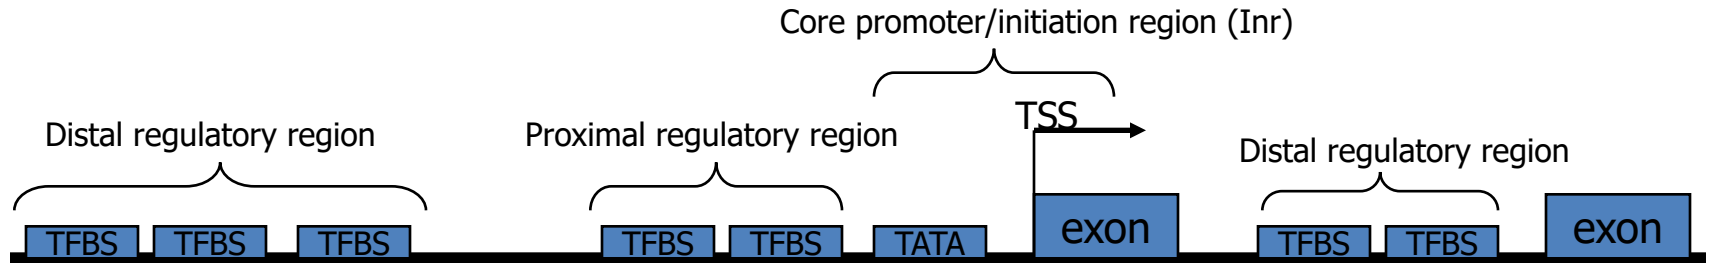 Core promoter/initiation region (Inr)
TSS
Distal regulatory region
Proximal regulatory region
Distal regulatory region
TFBS TFBS TFBS TFBS TFBS TATA exon TFBS TFBS exon